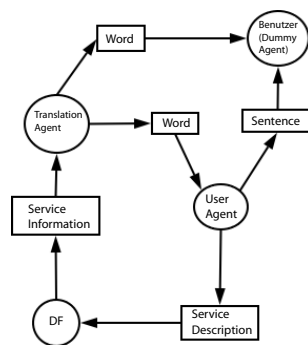 Word
Benutzer
(Dummy
Agent)
Translation
Agent
Word
Sentence
User
Agent
Service
Information
DF
Service
Description